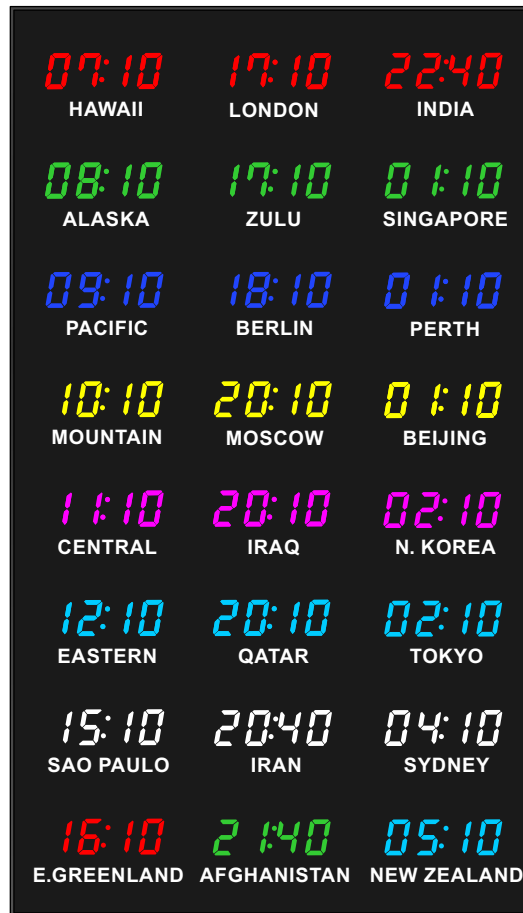 07:10 17:10 22:40
HAWAII LONDON INDIA
08:10 17:10 01:10
ALASKA ZULU SINGAPORE
09:10 18:10 01:10
PACIFIC BERLIN PERTH
10:10 20:10 01:10
MOUNTAIN MOSCOW BEIJING
11:10 20:10 02:10
CENTRAL IRAQ N. KOREA
12:10 20:10 02:10
EASTERN QATAR TOKYO
15:10 20:40 04:10
SAO PAULO IRAN SYDNEY
16:10 21:40 05:10
E.GREENLAND AFGHANISTAN NEW ZEALAND